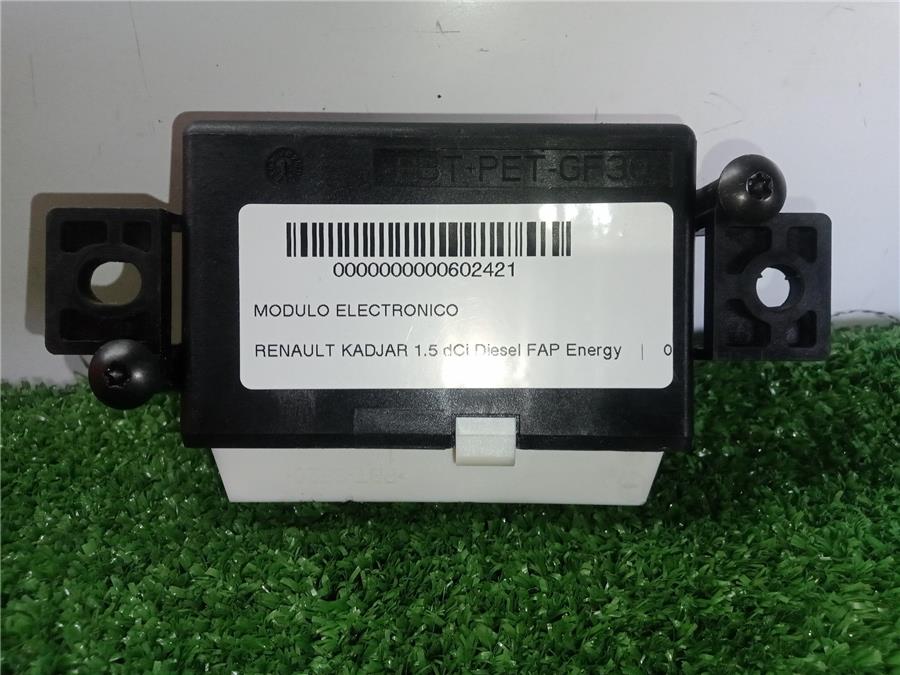 PBT-PET-GF30
0000000000602421
MODULO ELECTRONICO
RENAULT KADJAR 1.5 dCi Diesel FAP Energy | 0